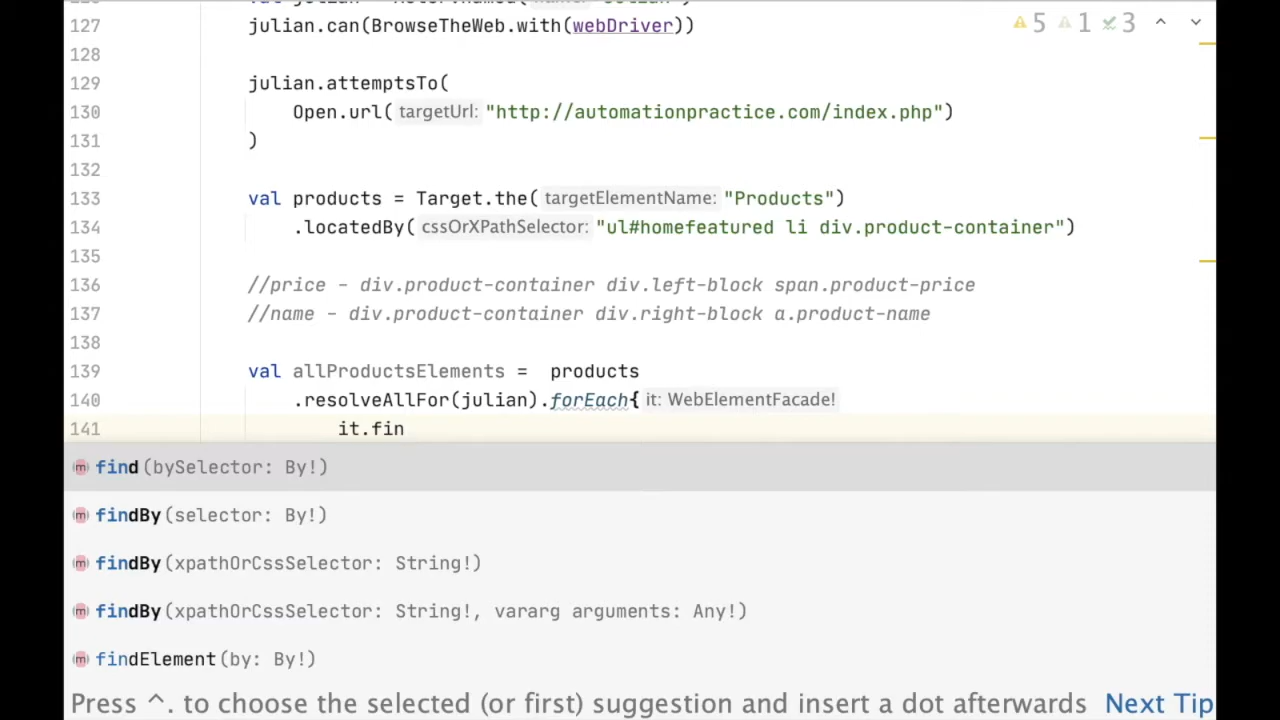 127 julian.can(BrowseTheWeb.with(webDriver))
5 1 3
128
129 julian.attemptsTo(
130 Open.url( targetUrl: "http://automationpractice.com/index.php")
131 )
132
133 val products = Target.the( targetElementName: "Products")
134 .locatedBy( cssOrXPathSelector: "ul#homefeatured li div.product-container")
135
136 //price - div.product-container div.left-block span.product-price
137 //name - div.product-container div.right-block a.product-name
138
139 val allProductsElements =  products
140 .resolveAllFor(julian).forEach{ it: WebElementFacade!
141 it.fin
m find(bySelector: By!)
m findBy(selector: By!)
m findBy(xpathOrCssSelector: String!)
m findBy(xpathOrCssSelector: String!, vararg arguments: Any!)
m findElement(by: By!)
Press ^. to choose the selected (or first) suggestion and insert a dot afterwards Next Tip